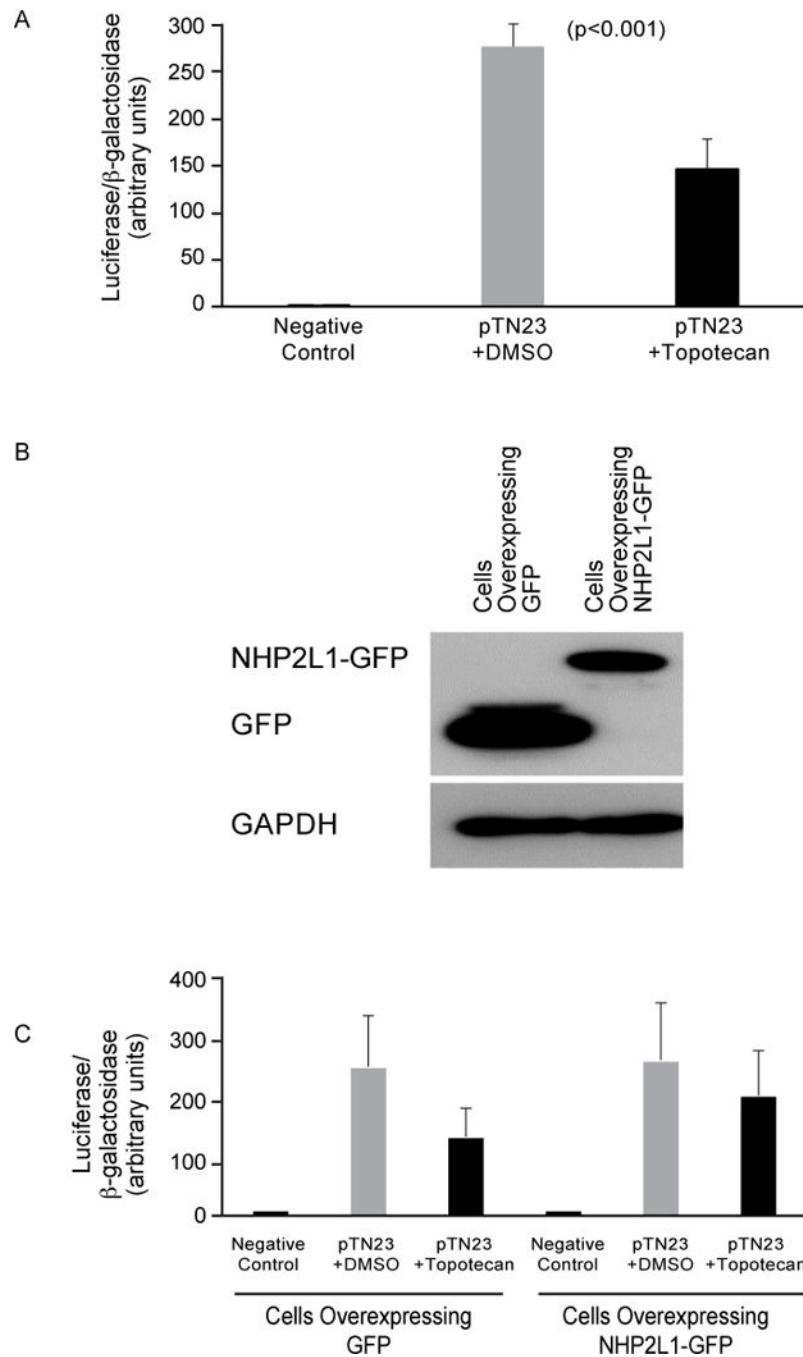 A
Luciferase/β-galactosidase
(arbitrary units)
300
250
200
150
100
50
0
(p<0.001)
Negative
Control
pTN23
+DMSO
pTN23
+Topotecan
B
Cells
Overexpressing
GFP
Cells
Overexpressing
NHP2L1-GFP
NHP2L1-GFP
GFP
GAPDH
C
Luciferase/
β-galactosidase
(arbitrary units)
400
300
200
100
0
Negative
Control
pTN23
+DMSO
pTN23
+Topotecan
Negative
Control
pTN23
+DMSO
pTN23
+Topotecan
Cells Overexpressing
GFP
Cells Overexpressing
NHP2L1-GFP